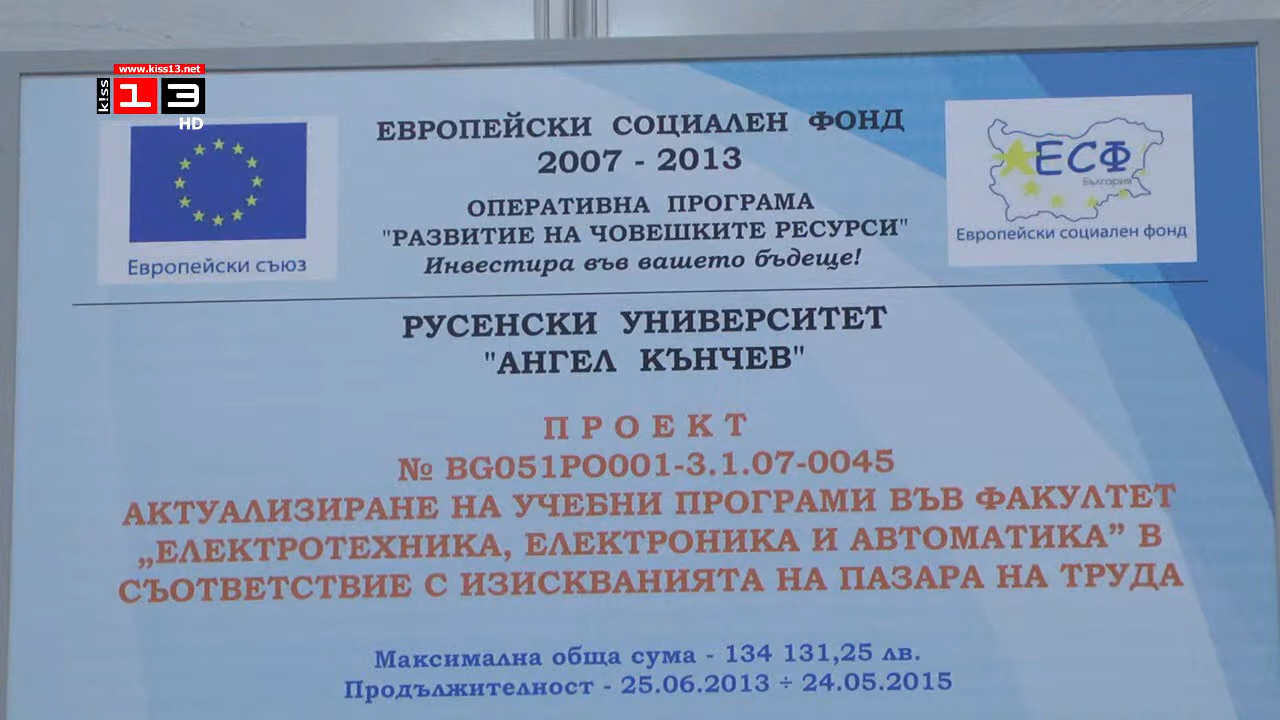 www.kiss13.net
k!ss 13
HD
ЕВРОПЕЙСКИ СОЦИАЛЕН ФОНД
2007 - 2013
ОПЕРАТИВНА ПРОГРАМА
"РАЗВИТИЕ НА ЧОВЕШКИТЕ РЕСУРСИ"
Инвестира във вашето бъдеще!
Европейски съюз
ЕСФ
България
Европейски социален фонд
РУСЕНСКИ УНИВЕРСИТЕТ
"АНГЕЛ КЪНЧЕВ"
П Р О Е К Т
№ BG051PO001-3.1.07-0045
АКТУАЛИЗИРАНЕ НА УЧЕБНИ ПРОГРАМИ ВЪВ ФАКУЛТЕТ
„ЕЛЕКТРОТЕХНИКА, ЕЛЕКТРОНИКА И АВТОМАТИКА” В
СЪОТВЕТСТВИЕ С ИЗИСКВАНИЯТА НА ПАЗАРА НА ТРУДА
Максимална обща сума - 134 131,25 лв.
Продължителност - 25.06.2013 ÷ 24.05.2015